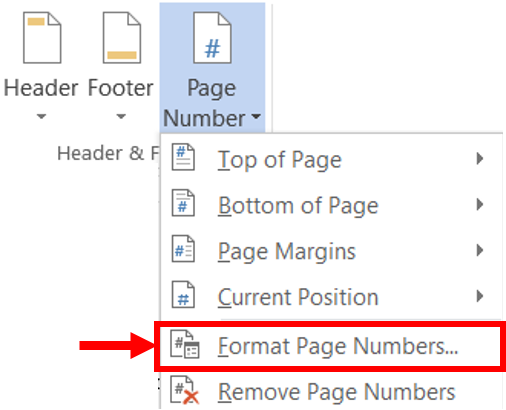 Header Footer Page
Number
Header & F
Top of Page
Bottom of Page
Page Margins
Current Position
Format Page Numbers...
Remove Page Numbers